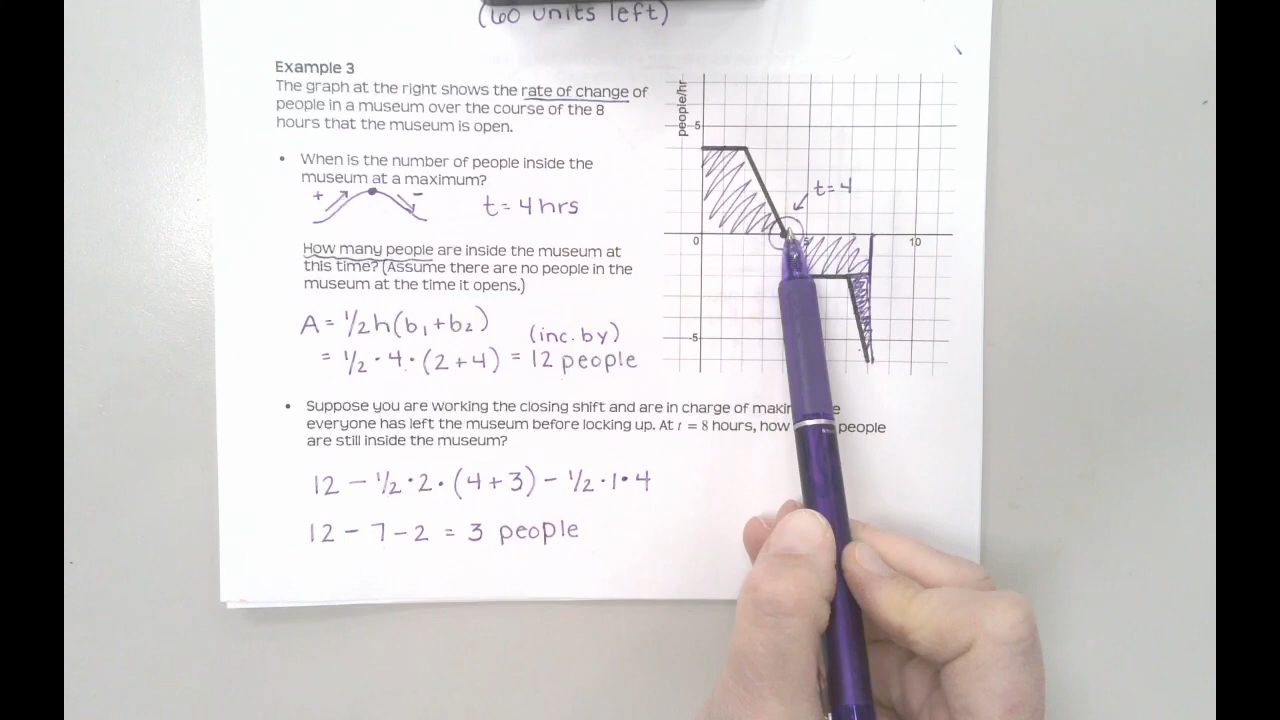 (60 units left)
Example 3
The graph at the right shows the rate of change of
people in a museum over the course of the 8
hours that the museum is open.
• When is the number of people inside the
museum at a maximum?
+ -
t = 4 hrs
How many people are inside the museum at
this time? (Assume there are no people in the
museum at the time it opens.)
A = 1/2h(b1+b2)
(inc. by)
= 1/2 · 4 · (2 + 4) = 12 people
people/hr
5
t = 4
0 5 10
-5
• Suppose you are working the closing shift and are in charge of
everyone has left the museum before locking up. At t = 8 hours, how people
are still inside the museum?
12 - 1/2 · 2 · (4 + 3) - 1/2 · 1 · 4
12 - 7 - 2 = 3 people